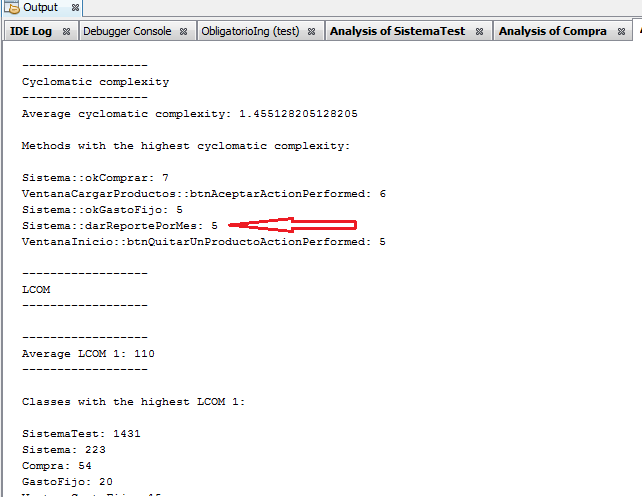 Output
IDE Log
Debugger Console
ObligatorioIng (test)
Analysis of SistemaTest
Analysis of Compra
------------------
Cyclomatic complexity
------------------
Average cyclomatic complexity: 1.455128205128205
Methods with the highest cyclomatic complexity:
Sistema::okComprar: 7
VentanaCargarProductos::btnAceptarActionPerformed: 6
Sistema::okGastoFijo: 5
Sistema::darReportePorMes: 5
VentanaInicio::btnQuitarUnProductoActionPerformed: 5
------------------
LCOM
------------------
------------------
Average LCOM 1: 110
------------------
Classes with the highest LCOM 1:
SistemaTest: 1431
Sistema: 223
Compra: 54
GastoFijo: 20